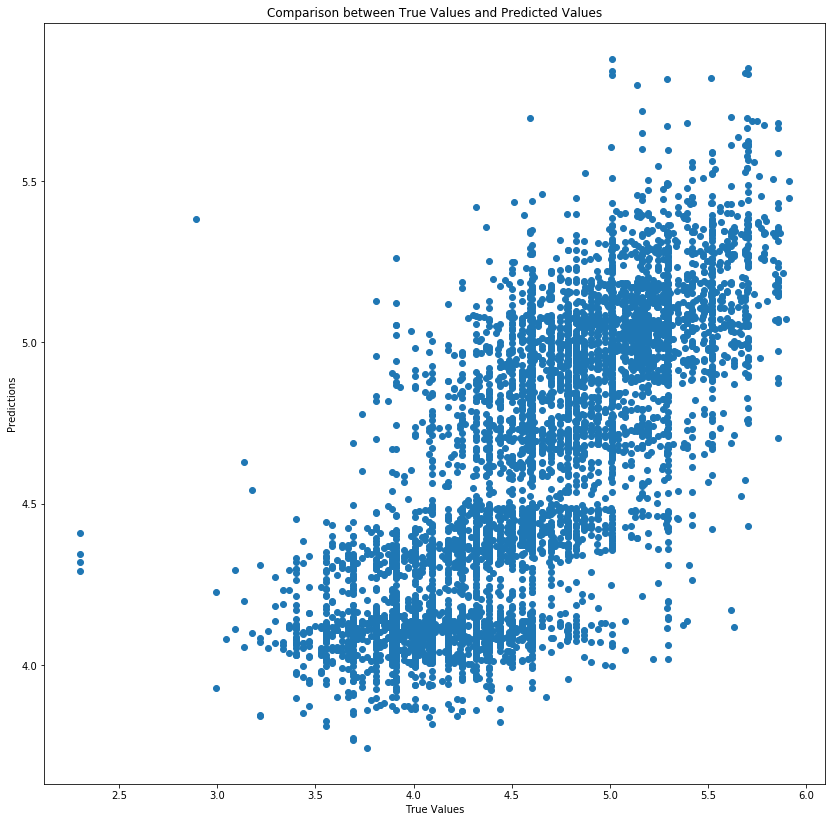 Comparison between True Values and Predicted Values
5.5
5.0
4.5
4.0
Predictions
2.5 3.0 3.5 4.0 4.5 5.0 5.5 6.0
True Values